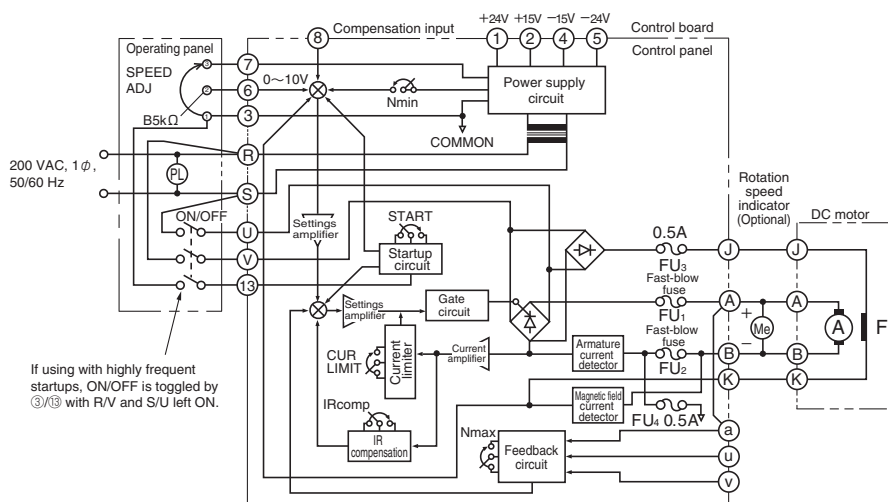 Compensation input
+24V
+15V
−15V
−24V
Control board
Control panel
8
1
2
4
5
Operating panel
SPEED
ADJ
3
2
1
B5kΩ
7
6
3
0～10V
Nmin
Power supply
circuit
COMMON
200 VAC, 1ϕ,
50/60 Hz
PL
R
S
ON/OFF
U
V
13
Settings
amplifier
START
Startup
circuit
Rotation
speed
indicator
(Optional)
DC motor
0.5A
FU3
J
J
Fast-blow
fuse
FU1
A
A
+
Me
−
A
F
Fast-blow
fuse
FU2
B
B
K
K
Settings
amplifier
Gate
circuit
CUR
LIMIT
Current
limiter
Current
amplifier
Armature
current
detector
Magnetic field
current
detector
FU4 0.5A
IRcomp
IR
compensation
Nmax
Feedback
circuit
a
u
v
If using with highly frequent
startups, ON/OFF is toggled by
③/⑬ with R/V and S/U left ON.